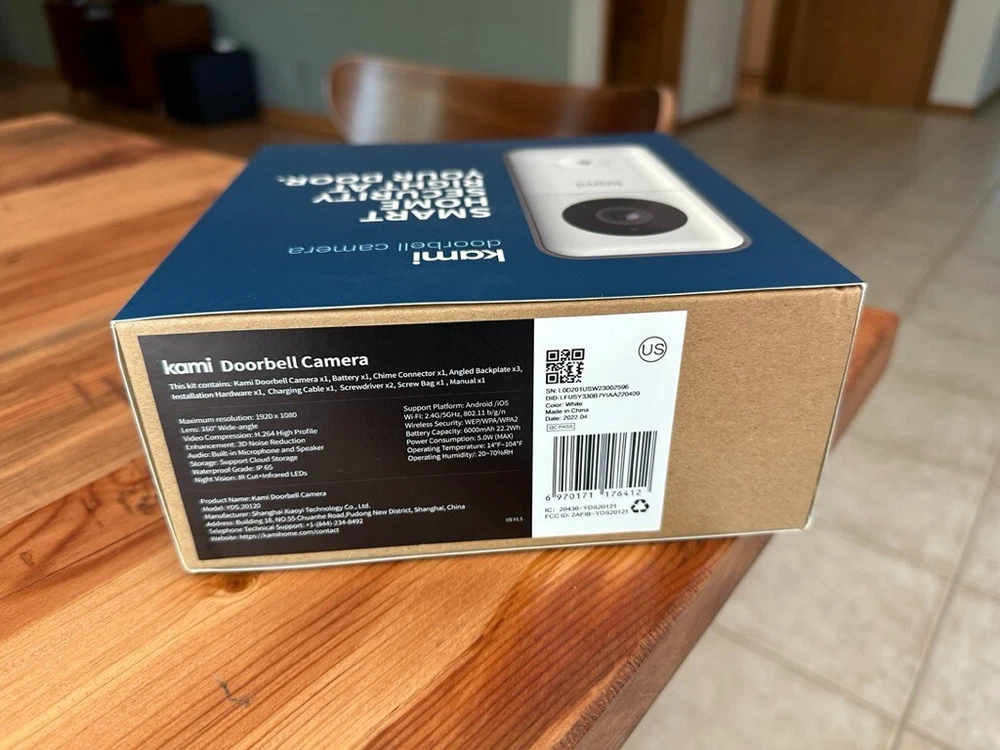 SMART
HOME
SECURITY
RIGHT AT
YOUR DOOR.
kami
doorbell camera
kami
kami Doorbell Camera
This kit contains: Kami Doorbell Camera x1, Battery x1, Chime Connector x1, Angled Backplate x3,
Installation Hardware x1, Charging Cable x1, Screwdriver x2, Screw Bag x1, Manual x1
Maximum resolution: 1920 x 1080
Lens: 160° Wide-angle
Video Compression: H.264 High Profile
Enhancement: 3D Noise Reduction
Audio: Built-in Microphone and Speaker
Storage: Support Cloud Storage
Waterproof Grade: IP 65
Night Vision: IR Cut+Infrared LEDs
Support Platform: Android / iOS
Wi-Fi: 2.4G/5GHz, 802.11 b/g/n
Wireless Security: WEP/WPA/WPA2
Battery Capacity: 6000mAh 22.2Wh
Power Consumption: 5.0W (MAX)
Operating Temperature: 14°F~104°F
Operating Humidity/: 20~70%RH
Product Name: Kami Doorbell Camera
Model: YDS.20120
Manufacturer: Shanghai Xiaoyi Technology Co., Ltd.
Address: Building 18, NO.55 Chuanhe Road,Pudong New District, Shanghai, China
Telephone Technical Support: +1-(844)-234-8492
Website: https://kamihome.com/contact
US V1.5
US
SN: L0D201USW23002596
DID: LFUSY330B7YIAA220409
Color: White
Made in China
Date: 2022.04
QC PASS
6 970171 176412
IC: 20436-YDS20121
FCC ID: 2AFIB-YDS20121